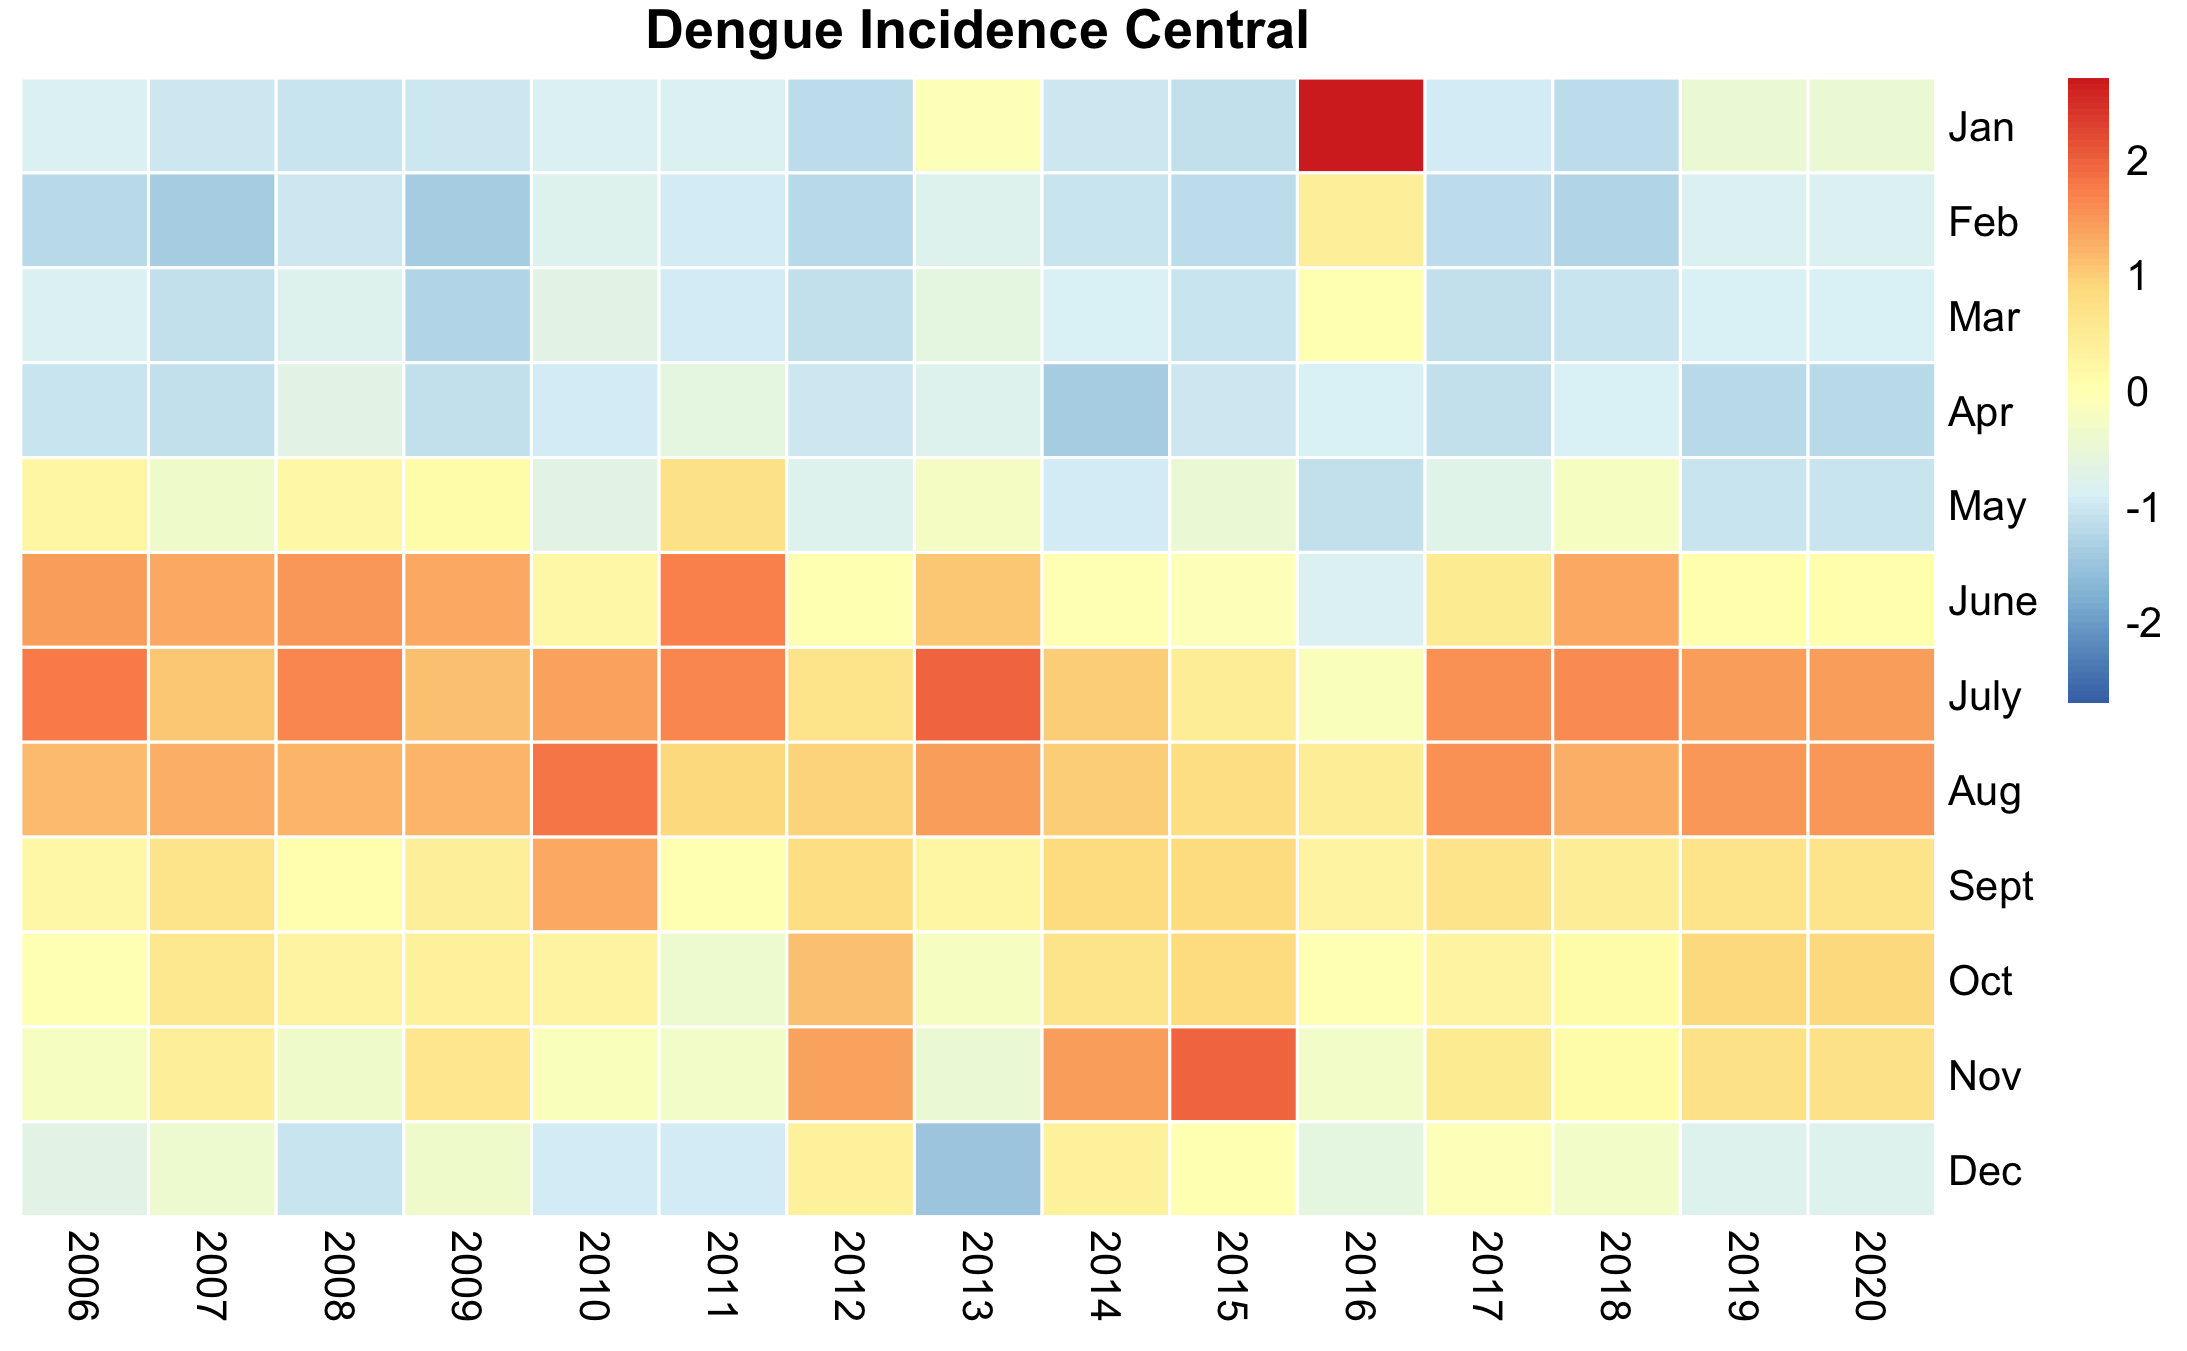 Dengue Incidence Central
Jan
Feb
Mar
Apr
May
June
July
Aug
Sept
Oct
Nov
Dec
2
1
0
-1
-2
2006 2007 2008 2009 2010 2011 2012 2013 2014 2015 2016 2017 2018 2019 2020